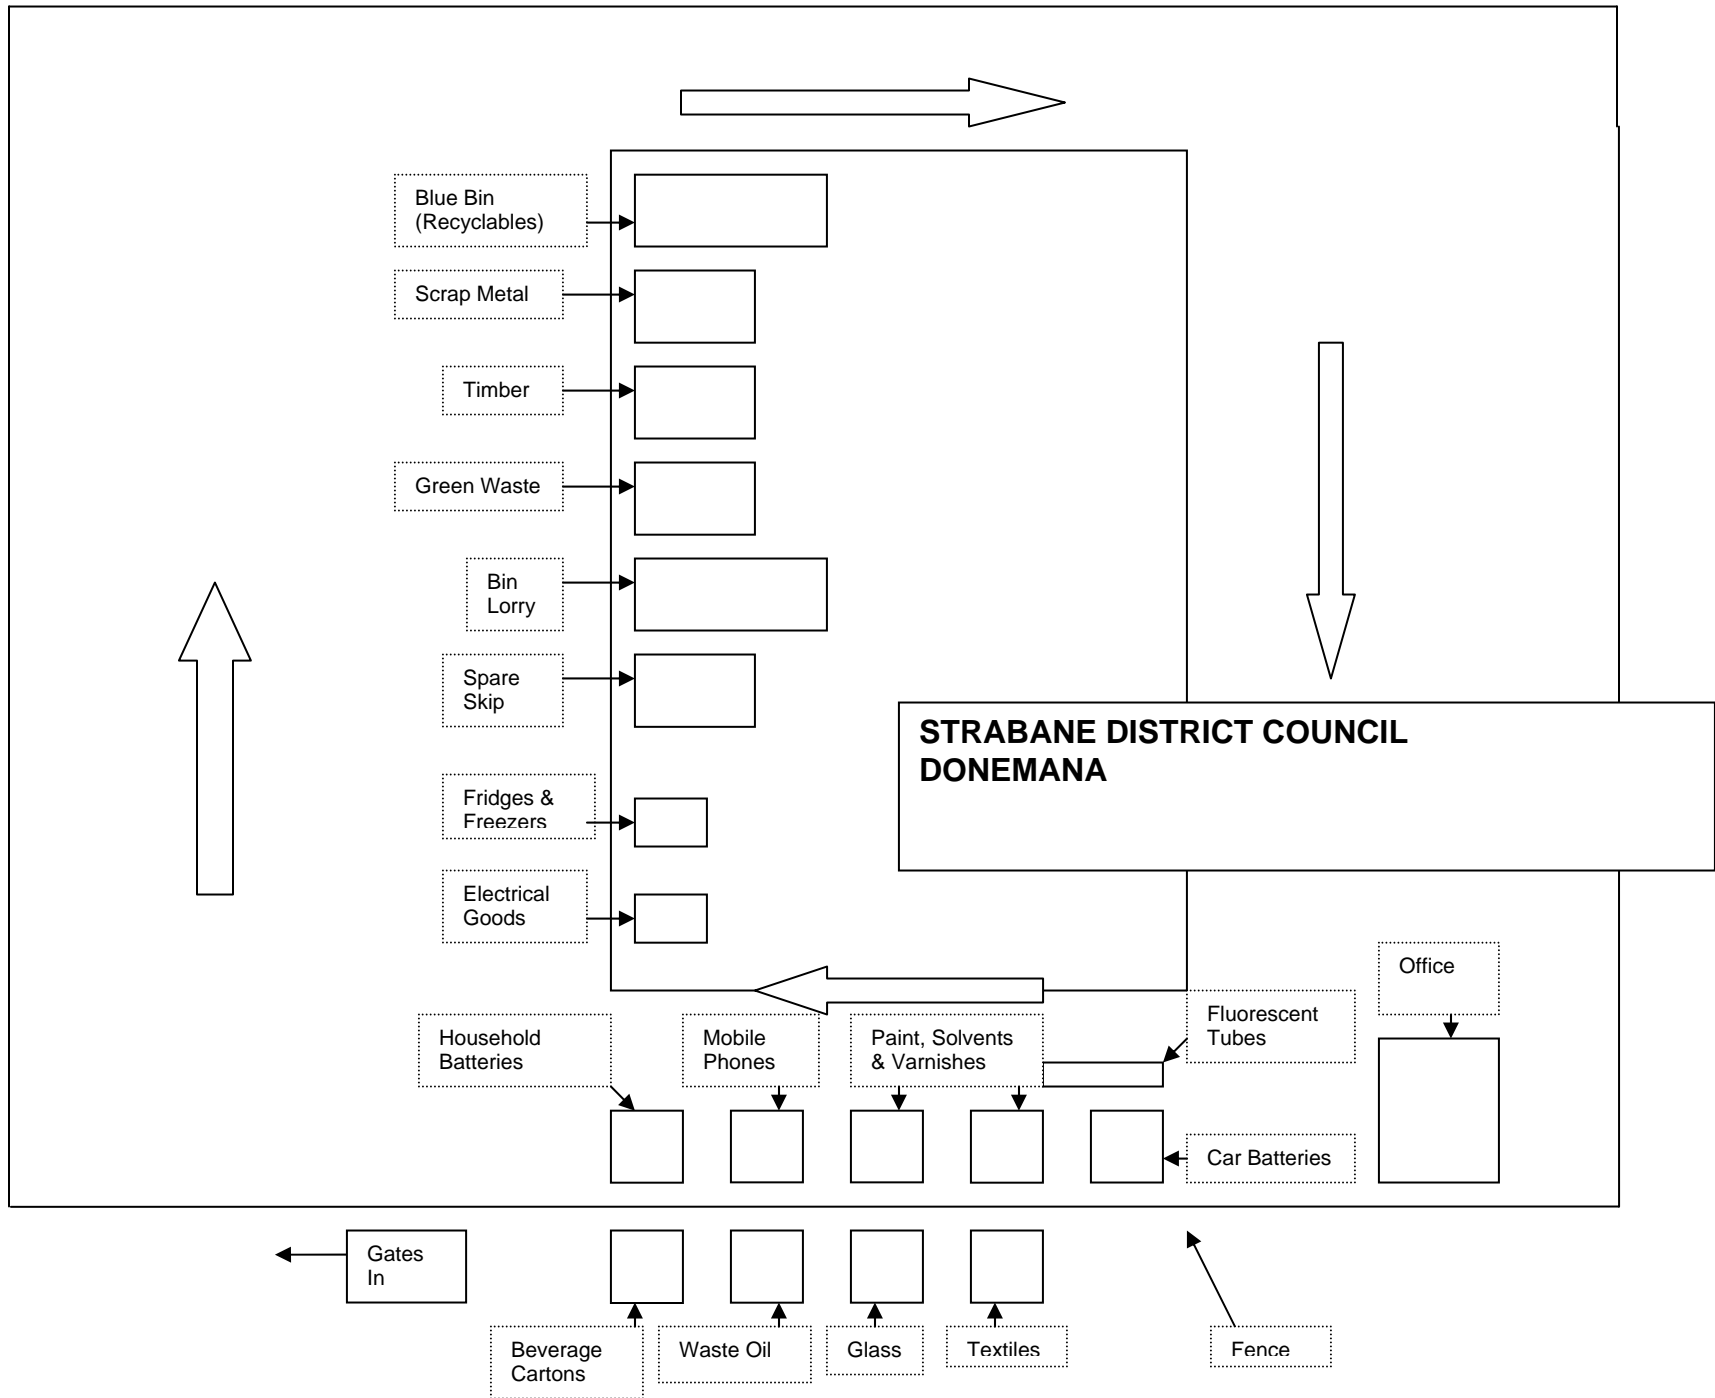 Blue Bin
(Recyclables)
Scrap Metal
Timber
Green Waste
Bin
Lorry
Spare
Skip
STRABANE DISTRICT COUNCIL
DONEMANA
Fridges &
Freezers
Electrical
Goods
Office
Household
Batteries
Mobile
Phones
Paint, Solvents
& Varnishes
Fluorescent
Tubes
Car Batteries
Gates
In
Beverage
Cartons
Waste Oil
Glass
Textiles
Fence